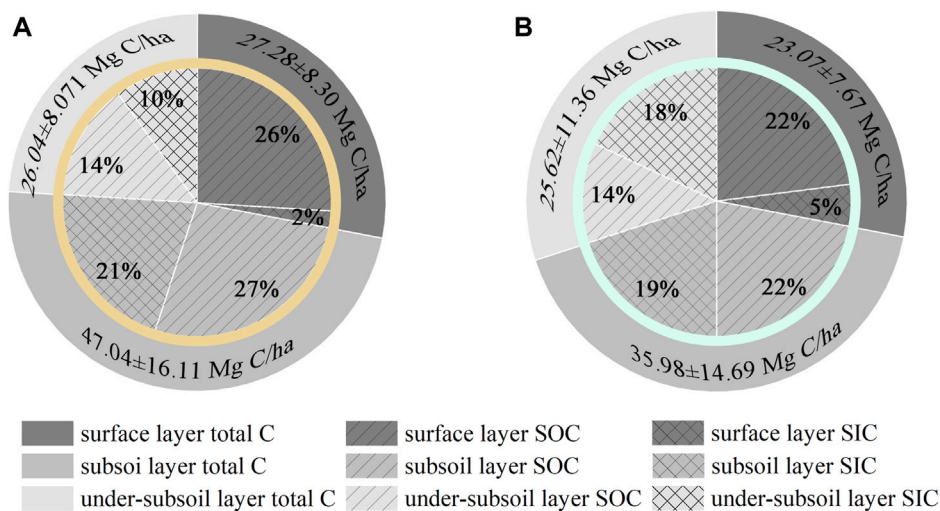 A
26.04±8.071 Mg C/ha
27.28±8.30 Mg C/ha
10%
26%
14%
2%
21%
27%
47.04±16.11 Mg C/ha
B
25.62±11.36 Mg C/ha
23.07±7.67 Mg C/ha
18%
22%
14%
5%
19%
22%
35.98±14.69 Mg C/ha
surface layer total C
surface layer SOC
surface layer SIC
subsoi layer total C
subsoil layer SOC
subsoil layer SIC
under-subsoil layer total C
under-subsoil layer SOC
under-subsoil layer SIC